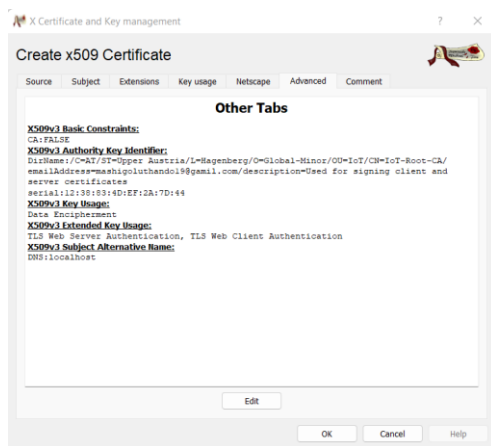 X Certificate and Key management
Create x509 Certificate
Source Subject Extensions Key usage Netscape Advanced Comment
Other Tabs
X509v3 Basic Constraints:
CA:FALSE
X509v3 Authority Key Identifier:
DirName:/C=AT/ST=Upper Austria/L=Hagenberg/O=Global-Minor/OU=IoT/CN=IoT-Root-CA/
emailAddress=mashigoluthando19@gamil.com/description=Used for signing client and
server certificates
serial:12:38:83:4D:EF:2A:7D:44
X509v3 Key Usage:
Data Encipherment
X509v3 Extended Key Usage:
TLS Web Server Authentication, TLS Web Client Authentication
X509v3 Subject Alternative Name:
DNS:localhost
Edit
OK Cancel Help